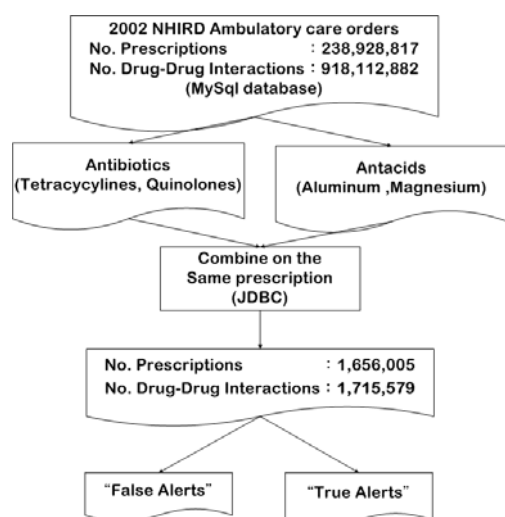 2002 NHIRD Ambulatory care orders
No. Prescriptions : 238,928,817
No. Drug-Drug Interactions : 918,112,882
(MySql database)
Antibiotics
(Tetracycylines, Quinolones)
Antacids
(Aluminum ,Magnesium)
Combine on the
Same prescription
(JDBC)
No. Prescriptions : 1,656,005
No. Drug-Drug Interactions : 1,715,579
“False Alerts”
“True Alerts”